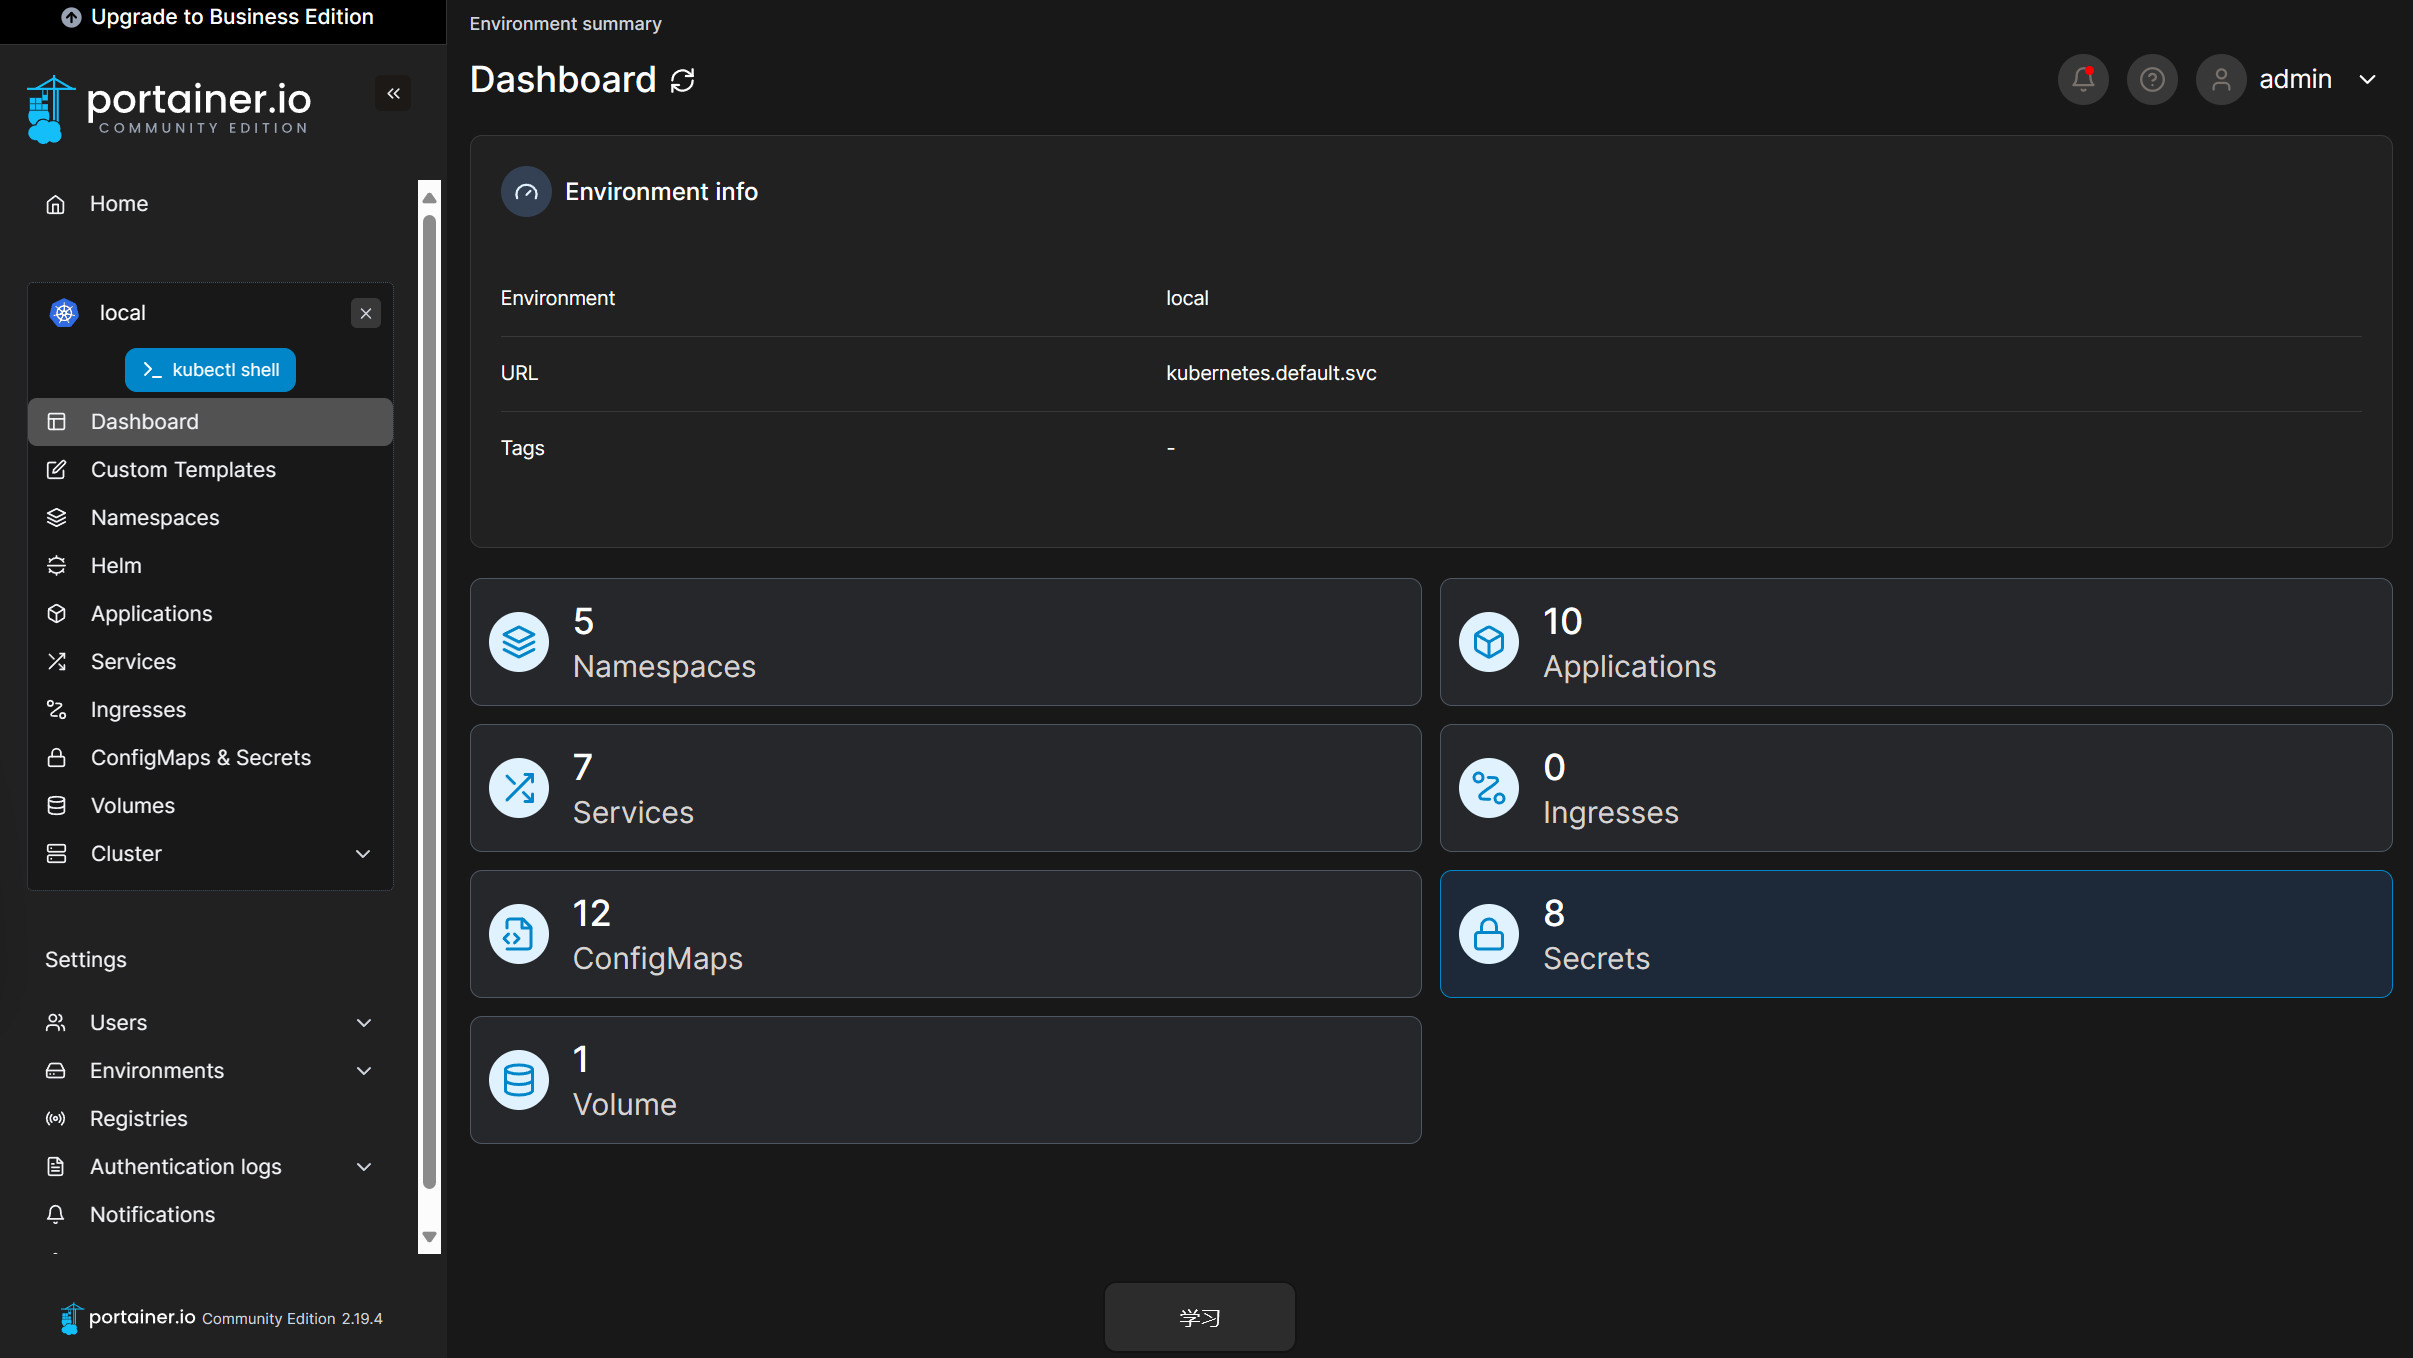 Upgrade to Business Edition
portainer.io
COMMUNITY EDITION
Home
local
kubectl shell
Dashboard
Custom Templates
Namespaces
Helm
Applications
Services
Ingresses
ConfigMaps & Secrets
Volumes
Cluster
Settings
Users
Environments
Registries
Authentication logs
Notifications
portainer.io Community Edition 2.19.4
Environment summary
Dashboard
admin
Environment info
Environment local
URL kubernetes.default.svc
Tags -
5
Namespaces
10
Applications
7
Services
0
Ingresses
12
ConfigMaps
8
Secrets
1
Volume
学习